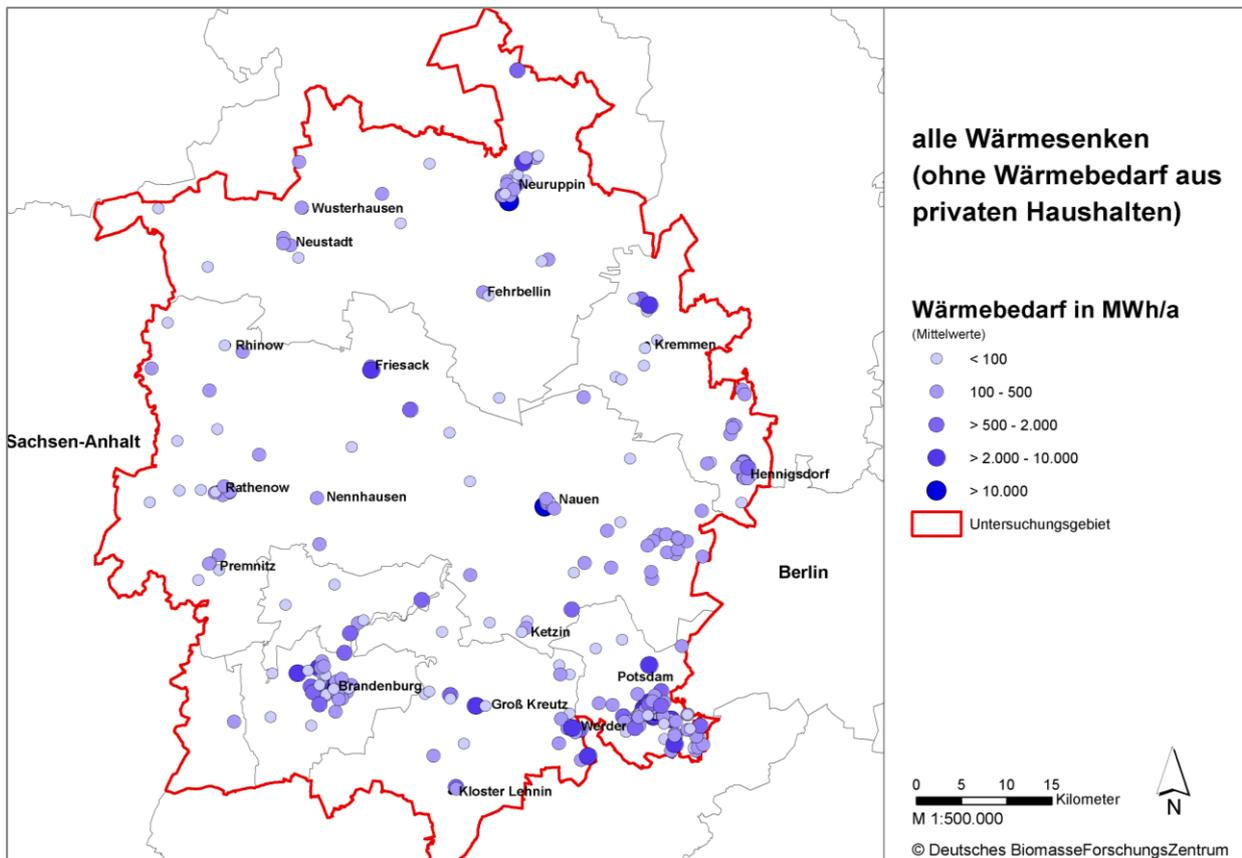 Neuruppin
Wusterhausen
Neustadt
Fehrbellin
Rhinow
Kremmen
Friesack
Sachsen-Anhalt
Hennigsdorf
Rathenow
Nennhausen
Nauen
Premnitz
Berlin
Ketzin
Potsdam
Brandenburg
Groß Kreutz
Werder
Kloster Lehnin
alle Wärmesenken
(ohne Wärmebedarf aus
privaten Haushalten)
Wärmebedarf in MWh/a
(Mittelwerte)
< 100
100 - 500
> 500 - 2.000
> 2.000 - 10.000
> 10.000
Untersuchungsgebiet
0 5 10 15 Kilometer
M 1:500.000
N
© Deutsches BiomasseForschungsZentrum